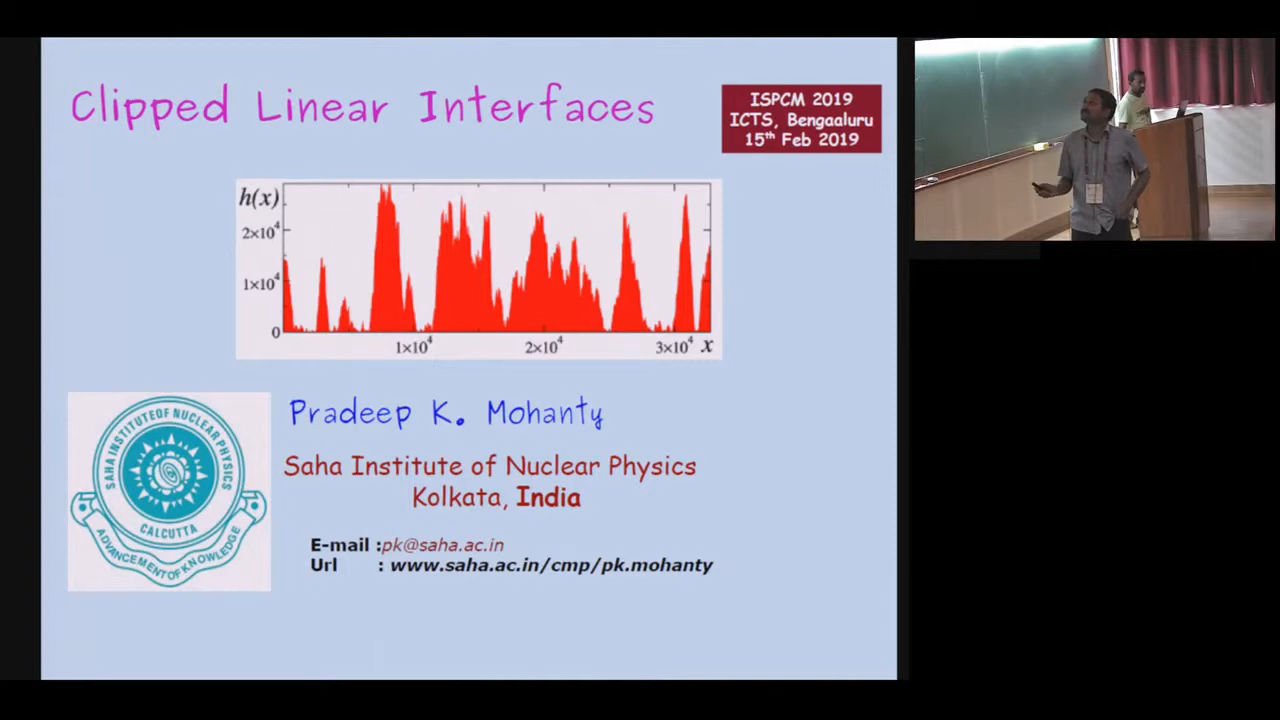 Clipped Linear Interfaces
ISPCM 2019
ICTS, Bengaaluru
15th Feb 2019
h(x)
2×10⁴
1×10⁴
0
1×10⁴ 2×10⁴ 3×10⁴ x
SAHA INSTITUTE OF NUCLEAR PHYSICS
CALCUTTA
ADVANCEMENT OF KNOWLEDGE
Pradeep K. Mohanty
Saha Institute of Nuclear Physics
Kolkata, India
E-mail :pk@saha.ac.in
Url : www.saha.ac.in/cmp/pk.mohanty